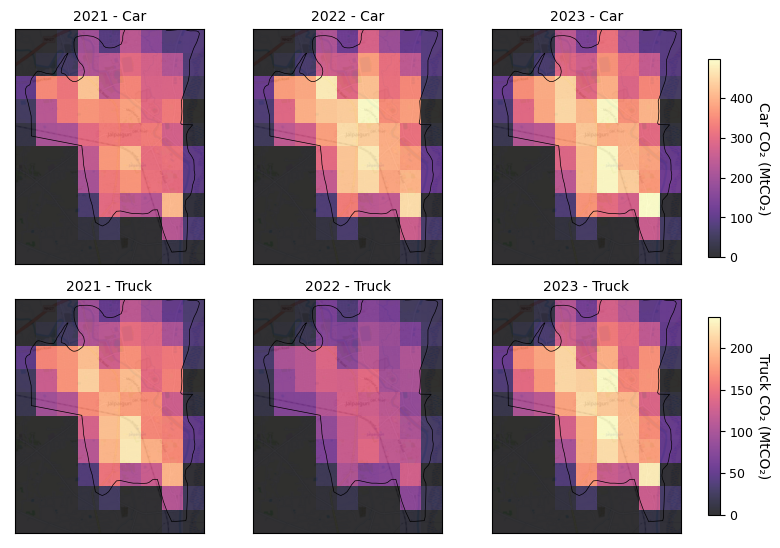 2021 - Car
2022 - Car
2023 - Car
400
300
200
100
0
Car CO₂ (MtCO₂)
2021 - Truck
2022 - Truck
2023 - Truck
200
150
100
50
0
Truck CO₂ (MtCO₂)